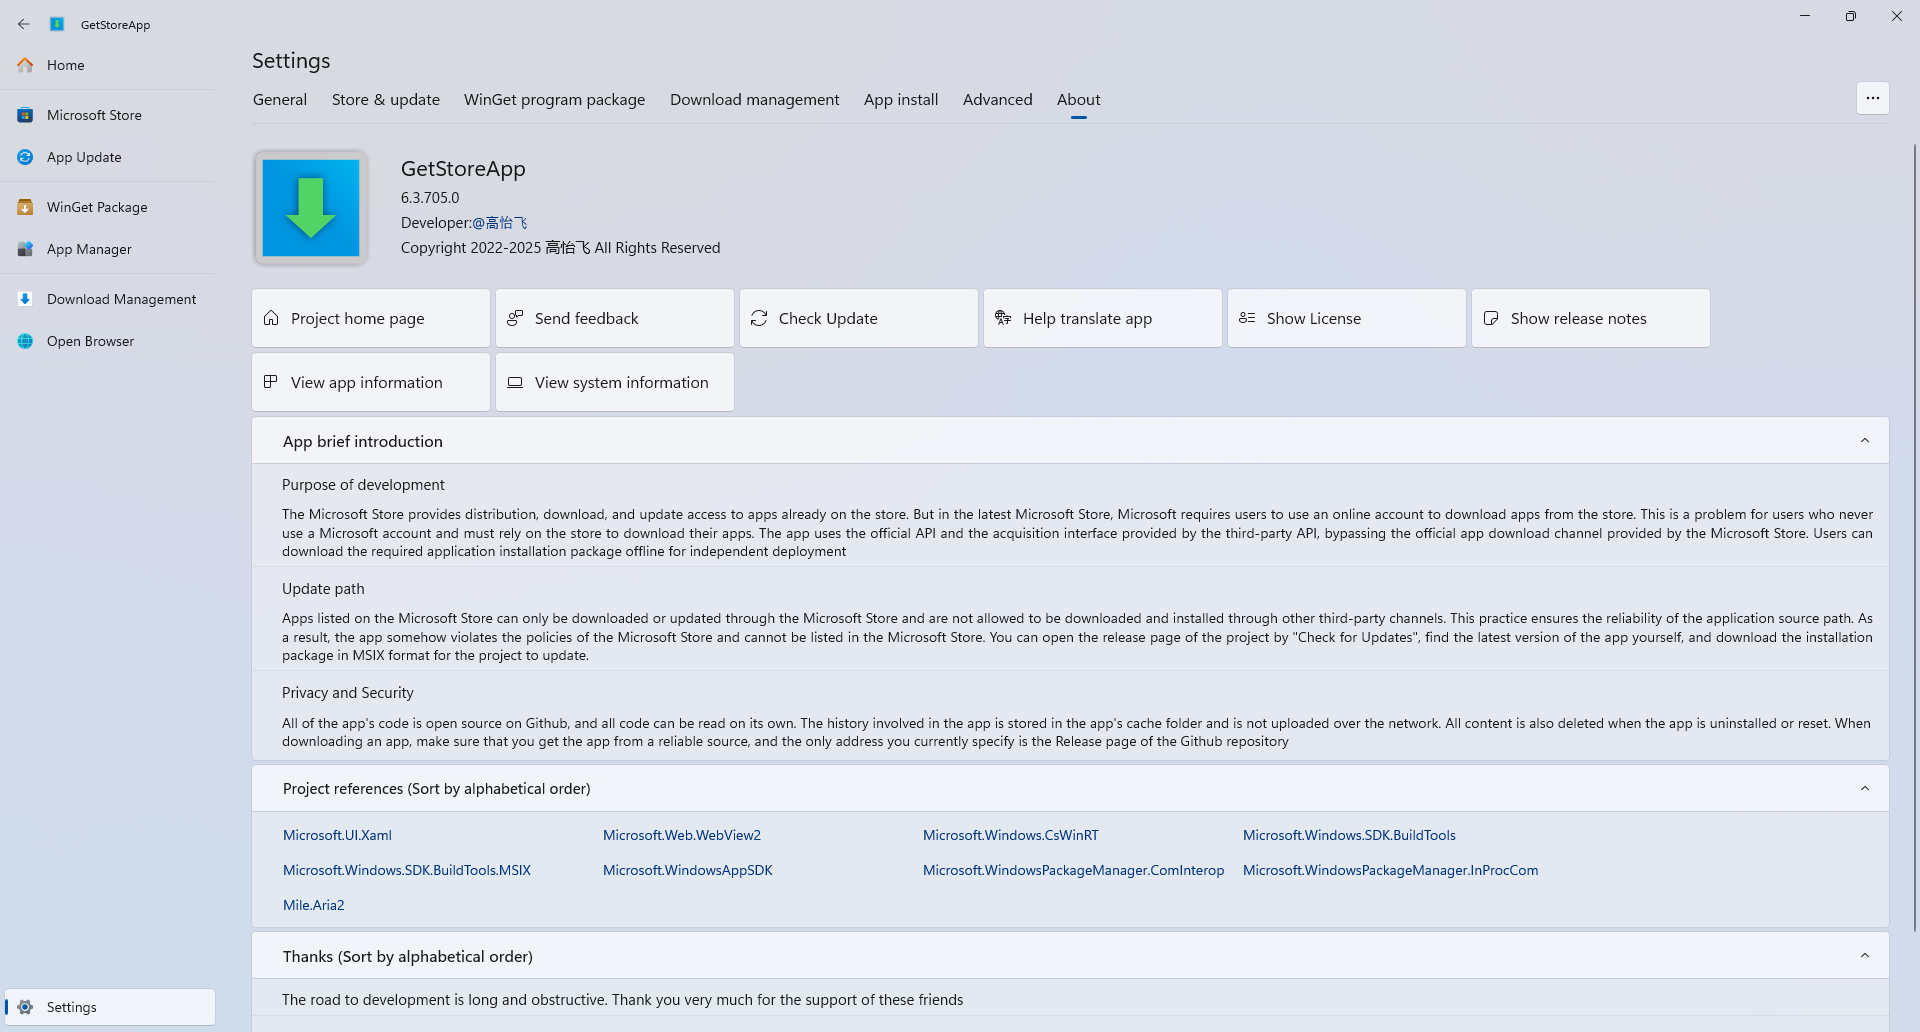 GetStoreApp
Home
Microsoft Store
App Update
WinGet Package
App Manager
Download Management
Open Browser
Settings
Settings
General
Store & update
WinGet program package
Download management
App install
Advanced
About
GetStoreApp
6.3.705.0
Developer:@高怡飞
Copyright 2022-2025 高怡飞 All Rights Reserved
Project home page
Send feedback
Check Update
Help translate app
Show License
Show release notes
View app information
View system information
App brief introduction
Purpose of development
The Microsoft Store provides distribution, download, and update access to apps already on the store. But in the latest Microsoft Store, Microsoft requires users to use an online account to download apps from the store. This is a problem for users who never
use a Microsoft account and must rely on the store to download their apps. The app uses the official API and the acquisition interface provided by the third-party API, bypassing the official app download channel provided by the Microsoft Store. Users can
download the required application installation package offline for independent deployment
Update path
Apps listed on the Microsoft Store can only be downloaded or updated through the Microsoft Store and are not allowed to be downloaded and installed through other third-party channels. This practice ensures the reliability of the application source path. As
a result, the app somehow violates the policies of the Microsoft Store and cannot be listed in the Microsoft Store. You can open the release page of the project by "Check for Updates", find the latest version of the app yourself, and download the installation
package in MSIX format for the project to update.
Privacy and Security
All of the app's code is open source on Github, and all code can be read on its own. The history involved in the app is stored in the app's cache folder and is not uploaded over the network. All content is also deleted when the app is uninstalled or reset. When
downloading an app, make sure that you get the app from a reliable source, and the only address you currently specify is the Release page of the Github repository
Project references (Sort by alphabetical order)
Microsoft.UI.Xaml
Microsoft.Web.WebView2
Microsoft.Windows.CsWinRT
Microsoft.Windows.SDK.BuildTools
Microsoft.Windows.SDK.BuildTools.MSIX
Microsoft.WindowsAppSDK
Microsoft.WindowsPackageManager.ComInterop
Microsoft.WindowsPackageManager.InProcCom
Mile.Aria2
Thanks (Sort by alphabetical order)
The road to development is long and obstructive. Thank you very much for the support of these friends